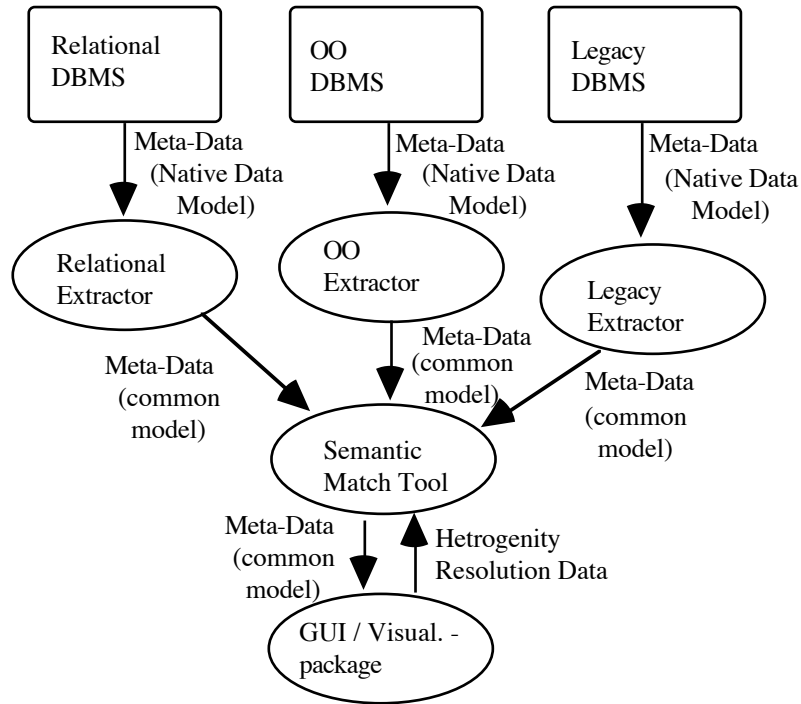 Relational
DBMS
OO
DBMS
Legacy
DBMS
Meta-Data
(Native Data
Model)
Meta-Data
(Native Data
Model)
Meta-Data
(Native Data
Model)
Relational
Extractor
OO
Extractor
Legacy
Extractor
Meta-Data
(common
model)
Meta-Data
(common
model)
Meta-Data
(common
model)
Semantic
Match Tool
Meta-Data
(common
model)
Hetrogenity
Resolution Data
GUI / Visual. -
package